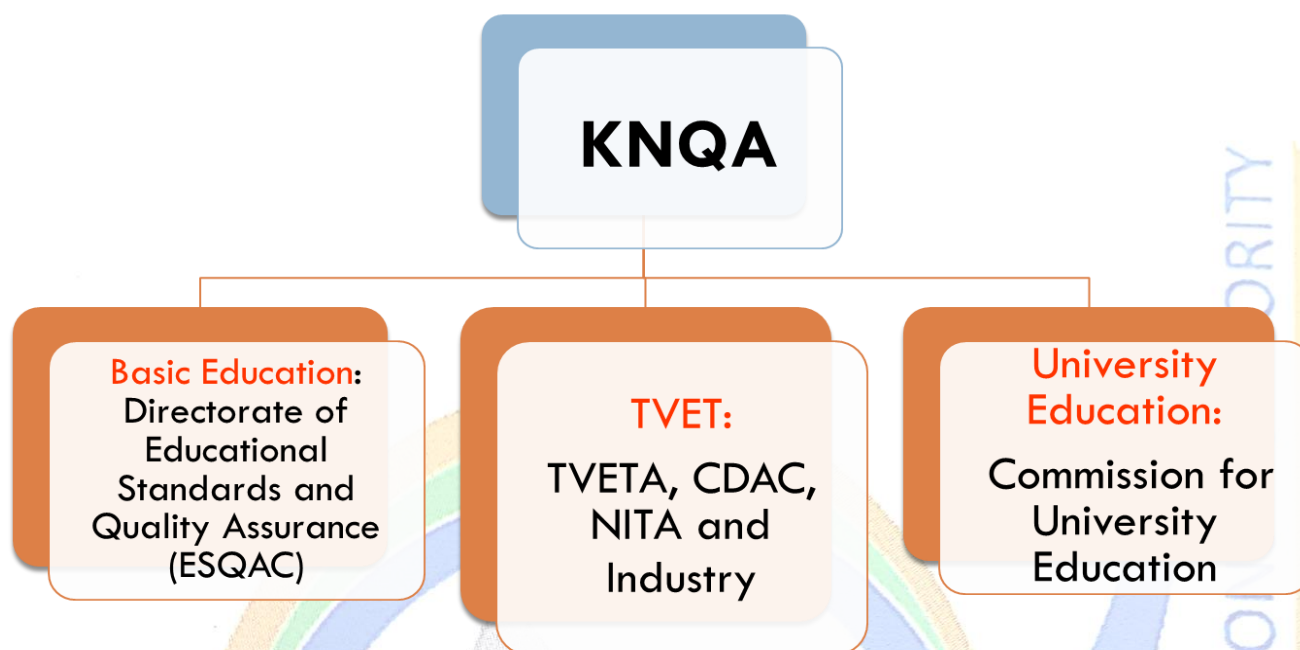 KNQA
Basic Education:
Directorate of
Educational
Standards and
Quality Assurance
(ESQAC)
TVET:
TVETA, CDAC,
NITA and
Industry
University
Education:
Commission for
University
Education